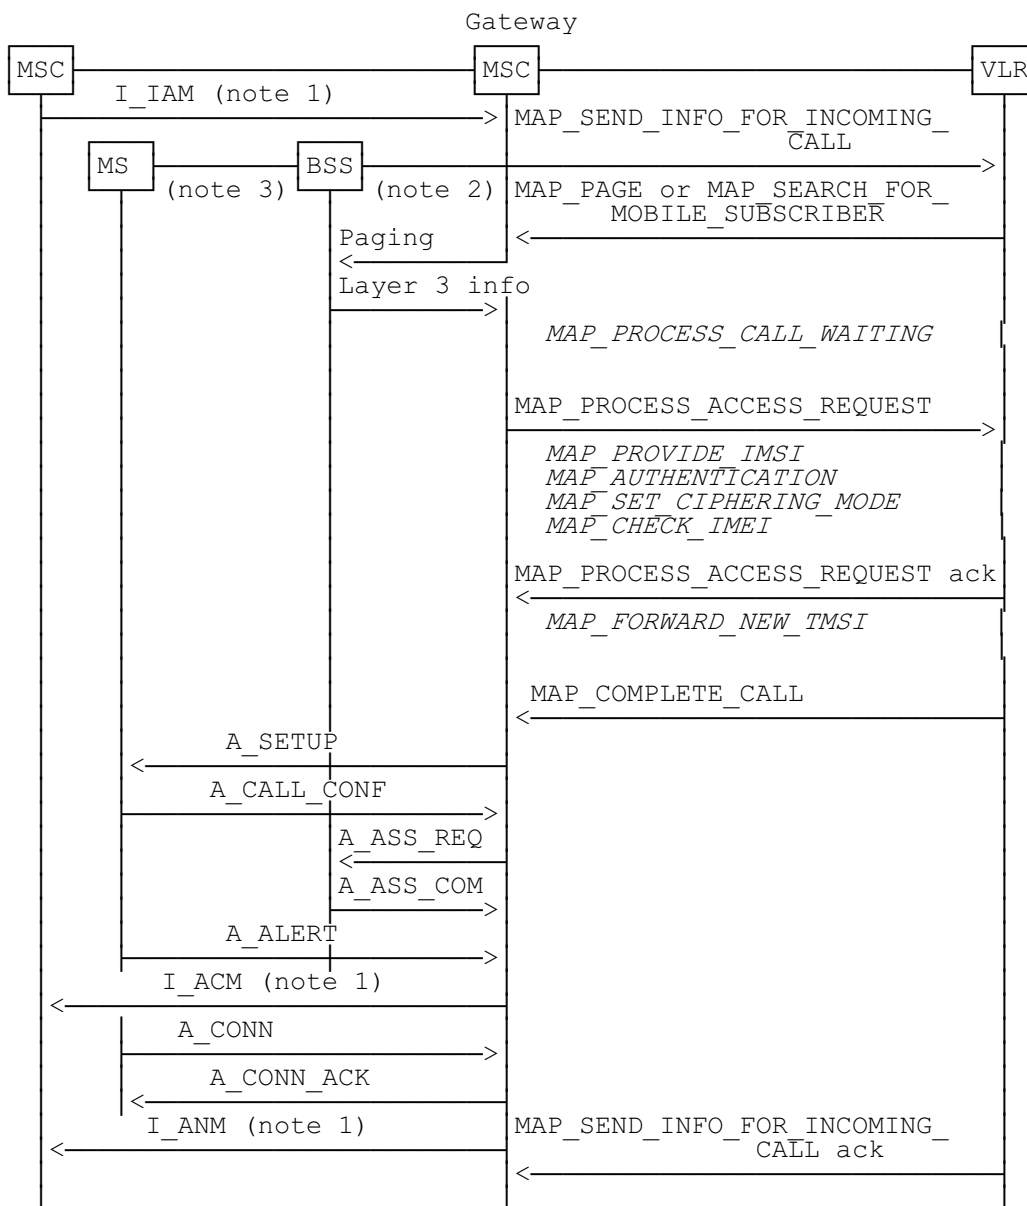 Gateway
MSC MSC VLR
I_IAM (note 1)
MAP_SEND_INFO_FOR_INCOMING_
CALL
MS BSS
(note 3) (note 2) MAP_PAGE or MAP_SEARCH_FOR_
MOBILE_SUBSCRIBER
Paging
Layer 3 info
MAP_PROCESS_CALL_WAITING
MAP_PROCESS_ACCESS_REQUEST
MAP_PROVIDE_IMSI
MAP_AUTHENTICATION
MAP_SET_CIPHERING_MODE
MAP_CHECK_IMEI
MAP_PROCESS_ACCESS_REQUEST ack
MAP_FORWARD_NEW_TMSI
MAP_COMPLETE_CALL
A_SETUP
A_CALL_CONF
A_ASS_REQ
A_ASS_COM
A_ALERT
I_ACM (note 1)
A_CONN
A_CONN_ACK
I_ANM (note 1) MAP_SEND_INFO_FOR_INCOMING_
CALL ack